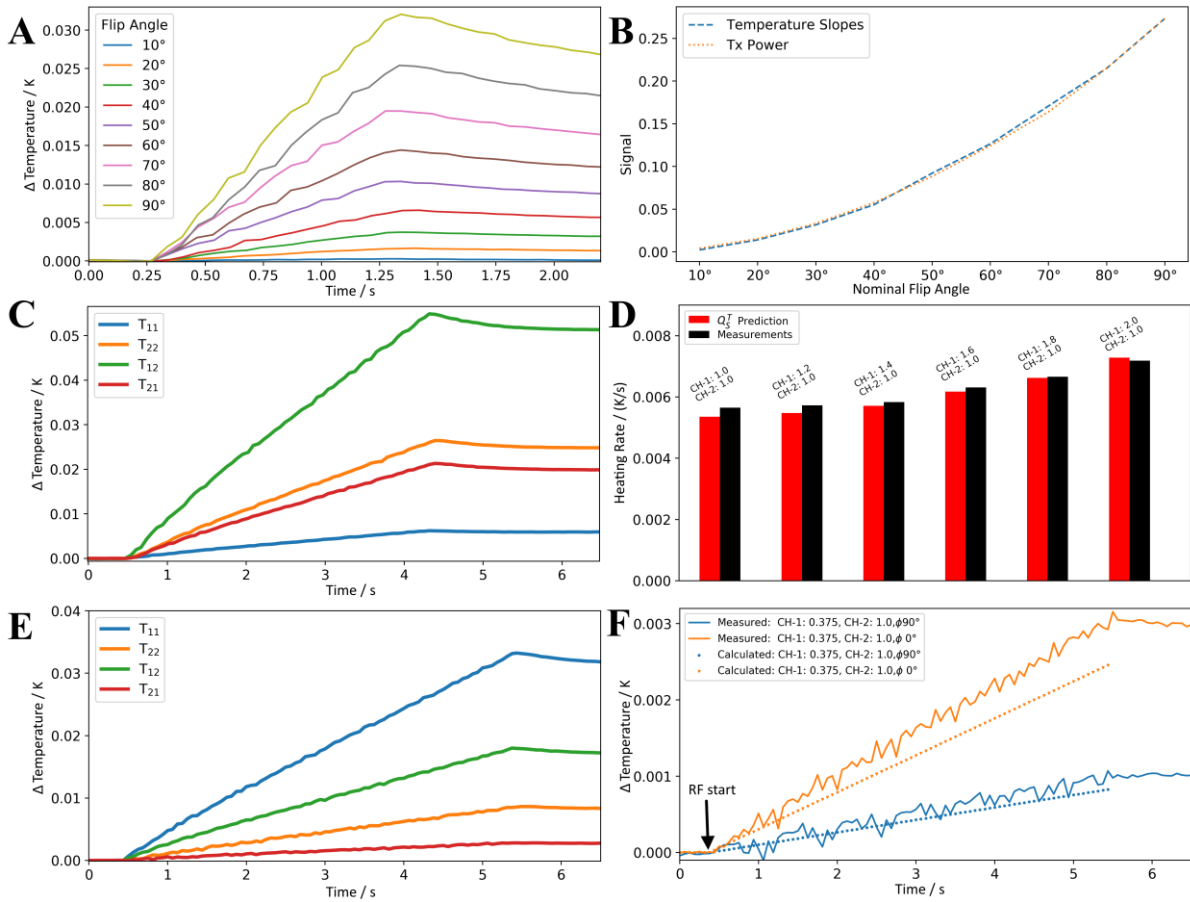 A
Δ Temperature / K
0.030
0.025
0.020
0.015
0.010
0.005
0.000
Flip Angle
10°
20°
30°
40°
50°
60°
70°
80°
90°
0.00 0.25 0.50 0.75 1.00 1.25 1.50 1.75 2.00
Time / s
B
Signal
0.25
0.20
0.15
0.10
0.05
0.00
Temperature Slopes
Tx Power
10° 20° 30° 40° 50° 60° 70° 80° 90°
Nominal Flip Angle
C
Δ Temperature / K
0.05
0.04
0.03
0.02
0.01
0.00
T₁₁
T₂₂
T₁₂
T₂₁
0 1 2 3 4 5 6
Time / s
D
Heating Rate / (K/s)
0.008
0.006
0.004
0.002
0.000
Qₛᵀ Prediction
Measurements
CH-1: 1.0
CH-2: 1.0
CH-1: 1.2
CH-2: 1.0
CH-1: 1.4
CH-2: 1.0
CH-1: 1.6
CH-2: 1.0
CH-1: 1.8
CH-2: 1.0
CH-1: 2.0
CH-2: 1.0
E
Δ Temperature / K
0.04
0.03
0.02
0.01
0.00
T₁₁
T₂₂
T₁₂
T₂₁
0 1 2 3 4 5 6
Time / s
F
Δ Temperature / K
0.003
0.002
0.001
0.000
Measured: CH-1: 0.375, CH-2: 1.0,ϕ90°
Measured: CH-1: 0.375, CH-2: 1.0,ϕ 0°
Calculated: CH-1: 0.375, CH-2: 1.0,ϕ90°
Calculated: CH-1: 0.375, CH-2: 1.0,ϕ 0°
RF start
0 1 2 3 4 5 6
Time / s